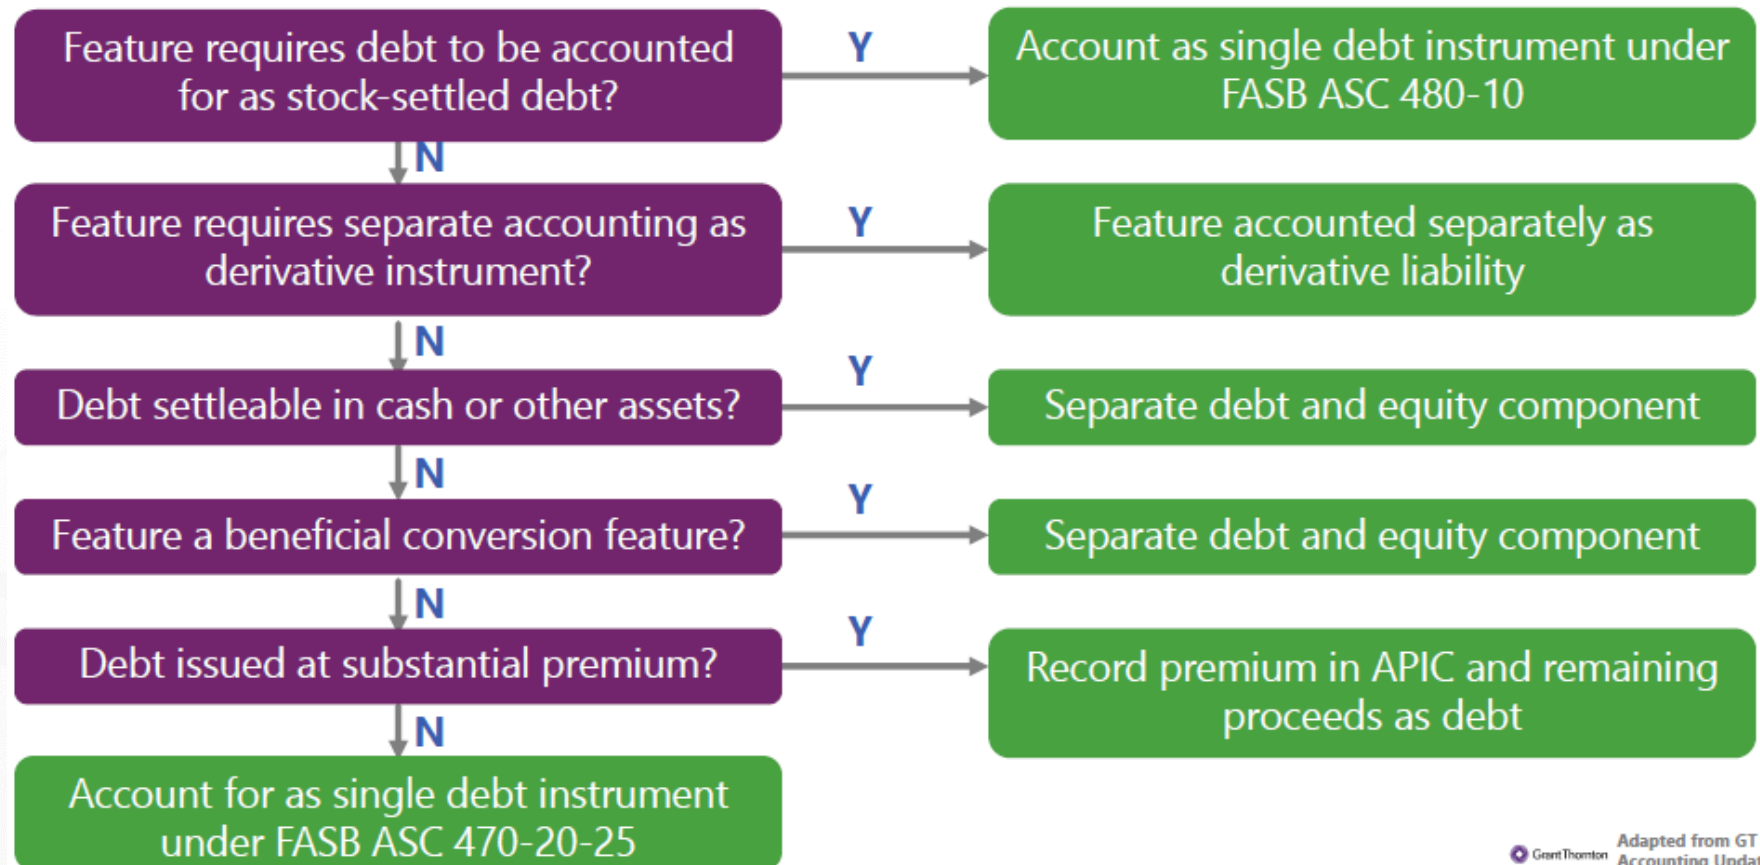 Feature requires debt to be accounted
for as stock-settled debt?
Y
Account as single debt instrument under
FASB ASC 480-10
N
Feature requires separate accounting as
derivative instrument?
Y
Feature accounted separately as
derivative liability
N
Debt settleable in cash or other assets?
Y
Separate debt and equity component
N
Feature a beneficial conversion feature?
Y
Separate debt and equity component
N
Debt issued at substantial premium?
Y
Record premium in APIC and remaining
proceeds as debt
N
Account for as single debt instrument
under FASB ASC 470-20-25
GrantThornton
Adapted from GT
Accounting